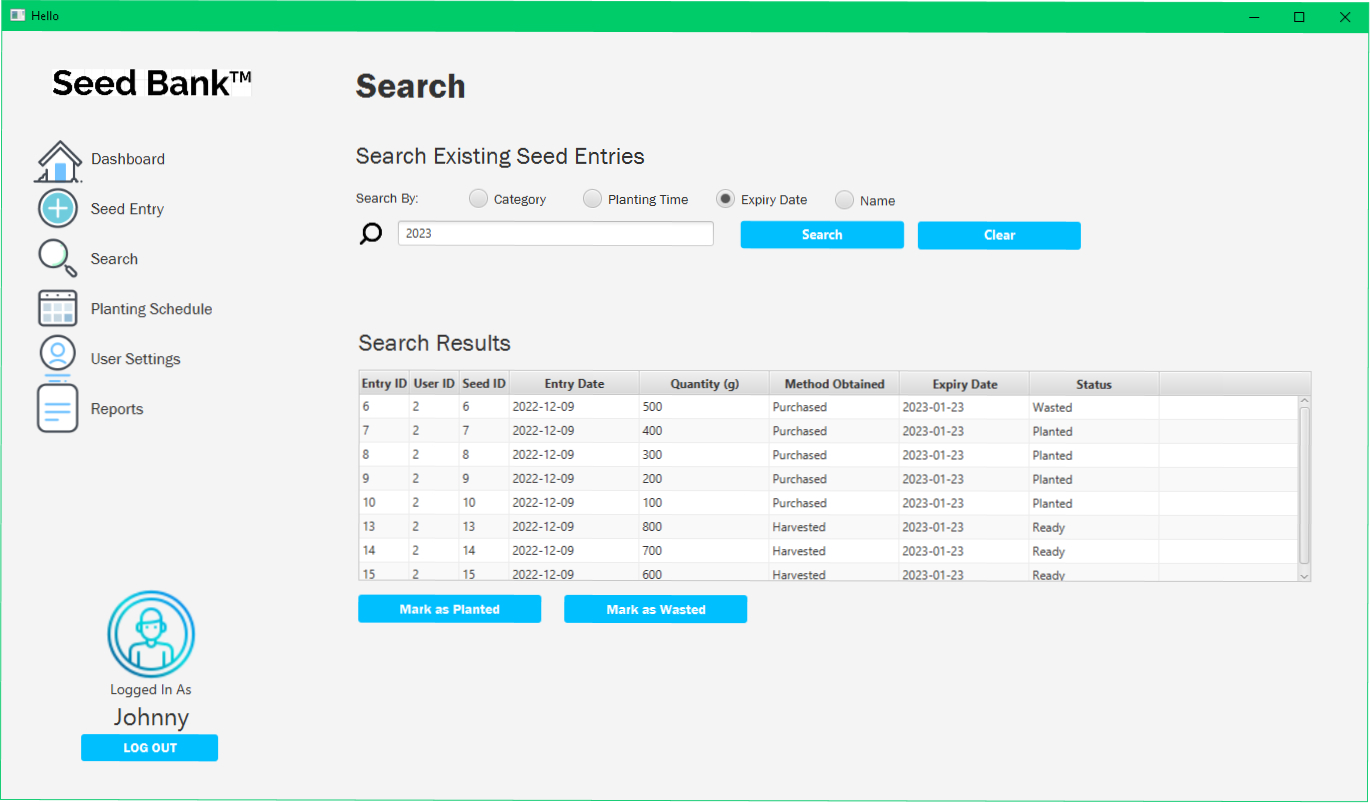 Hello
Seed Bank™
Dashboard
Seed Entry
Search
Planting Schedule
User Settings
Reports
Logged In As
Johnny
LOG OUT
Search
Search Existing Seed Entries
Search By: Category Planting Time Expiry Date Name
2023 Search Clear
Search Results
Entry ID User ID Seed ID Entry Date Quantity (g) Method Obtained Expiry Date Status
6 2 6 2022-12-09 500 Purchased 2023-01-23 Wasted
7 2 7 2022-12-09 400 Purchased 2023-01-23 Planted
8 2 8 2022-12-09 300 Purchased 2023-01-23 Planted
9 2 9 2022-12-09 200 Purchased 2023-01-23 Planted
10 2 10 2022-12-09 100 Purchased 2023-01-23 Planted
13 2 13 2022-12-09 800 Harvested 2023-01-23 Ready
14 2 14 2022-12-09 700 Harvested 2023-01-23 Ready
15 2 15 2022-12-09 600 Harvested 2023-01-23 Ready
Mark as Planted Mark as Wasted